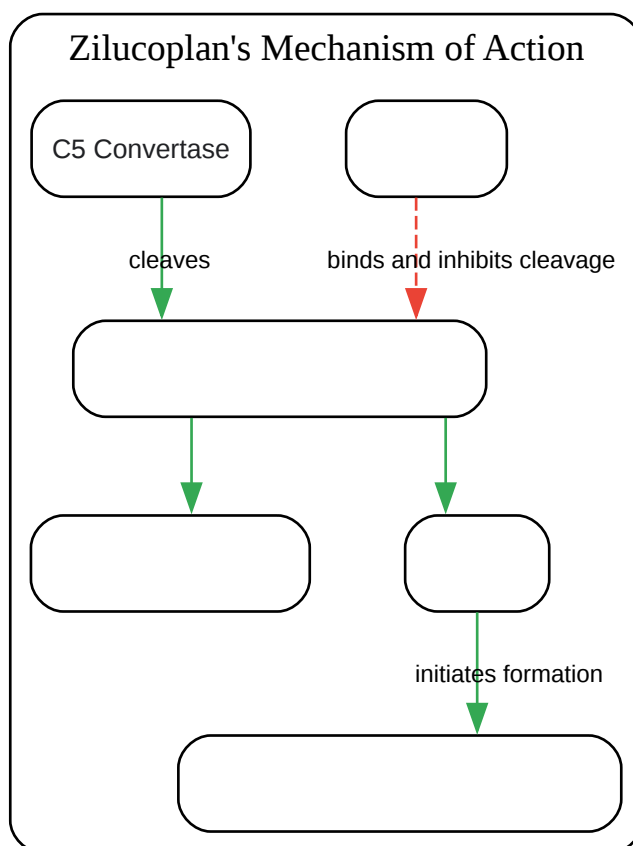 Zilucoplan's Mechanism of Action
C5 Convertase
cleaves
binds and inhibits cleavage
initiates formation